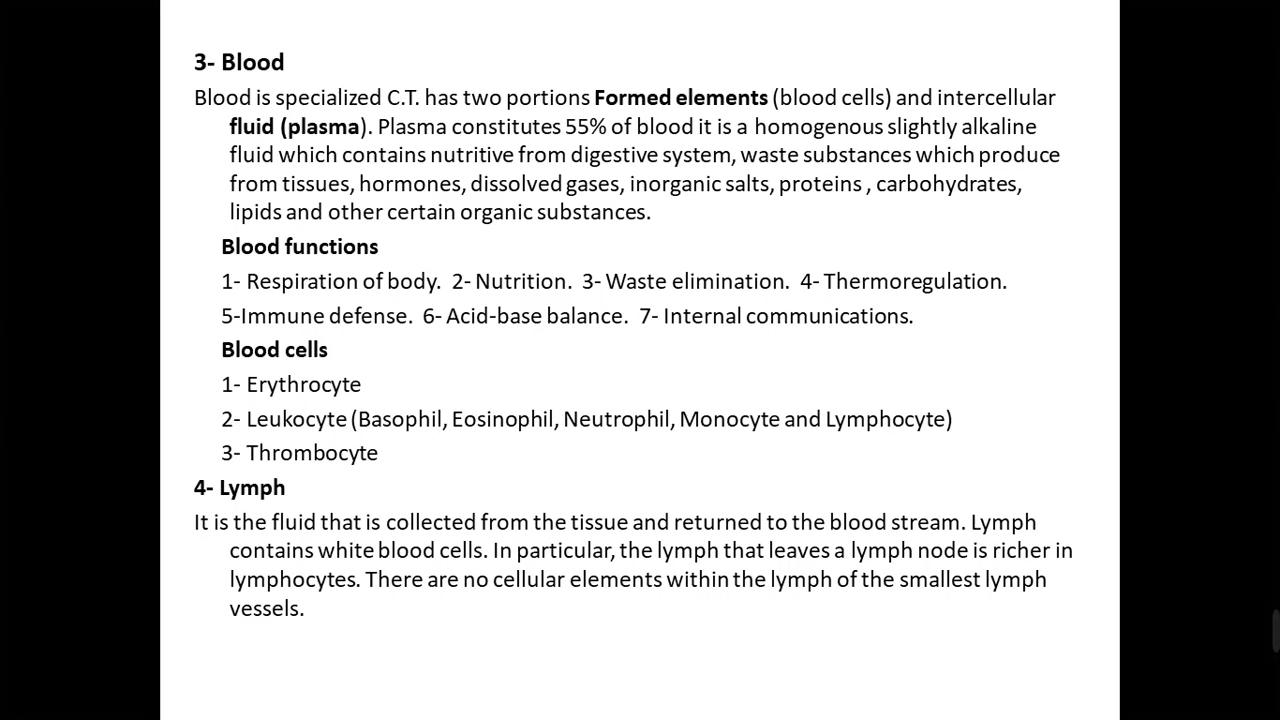 3- Blood
Blood is specialized C.T. has two portions Formed elements (blood cells) and intercellular
fluid (plasma). Plasma constitutes 55% of blood it is a homogenous slightly alkaline
fluid which contains nutritive from digestive system, waste substances which produce
from tissues, hormones, dissolved gases, inorganic salts, proteins , carbohydrates,
lipids and other certain organic substances.
Blood functions
1- Respiration of body.  2- Nutrition.  3- Waste elimination.  4- Thermoregulation.
5-Immune defense.  6- Acid-base balance.  7- Internal communications.
Blood cells
1- Erythrocyte
2- Leukocyte (Basophil, Eosinophil, Neutrophil, Monocyte and Lymphocyte)
3- Thrombocyte
4- Lymph
It is the fluid that is collected from the tissue and returned to the blood stream. Lymph
contains white blood cells. In particular, the lymph that leaves a lymph node is richer in
lymphocytes. There are no cellular elements within the lymph of the smallest lymph
vessels.